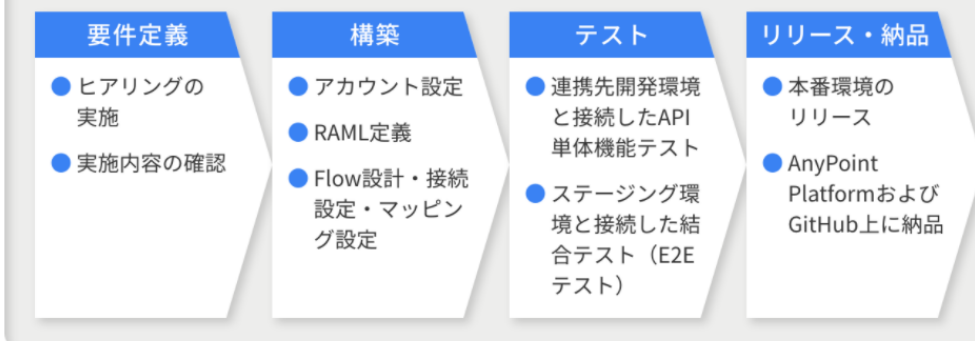 要件定義
ヒアリングの
実施
実施内容の確認
構築
アカウント設定
RAML定義
Flow設計・接続
設定・マッピン
グ設定
テスト
連携先開発環境
と接続したAPI
単体機能テスト
ステージング環
境と接続した結
合テスト（E2E
テスト）
リリース・納品
本番環境の
リリース
AnyPoint
Platformおよび
GitHub上に納品